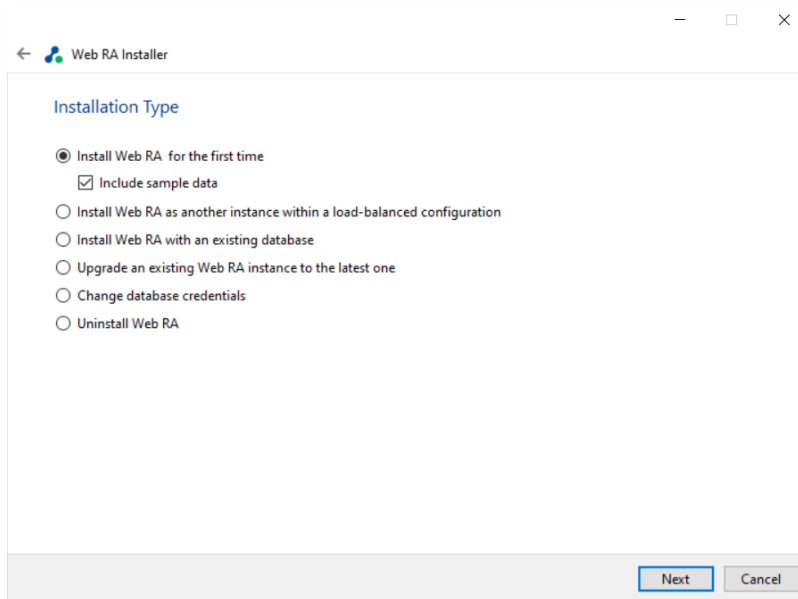 Web RA Installer
Installation Type
Install Web RA  for the first time
Include sample data
Install Web RA as another instance within a load-balanced configuration
Install Web RA with an existing database
Upgrade an existing Web RA instance to the latest one
Change database credentials
Uninstall Web RA
Next
Cancel